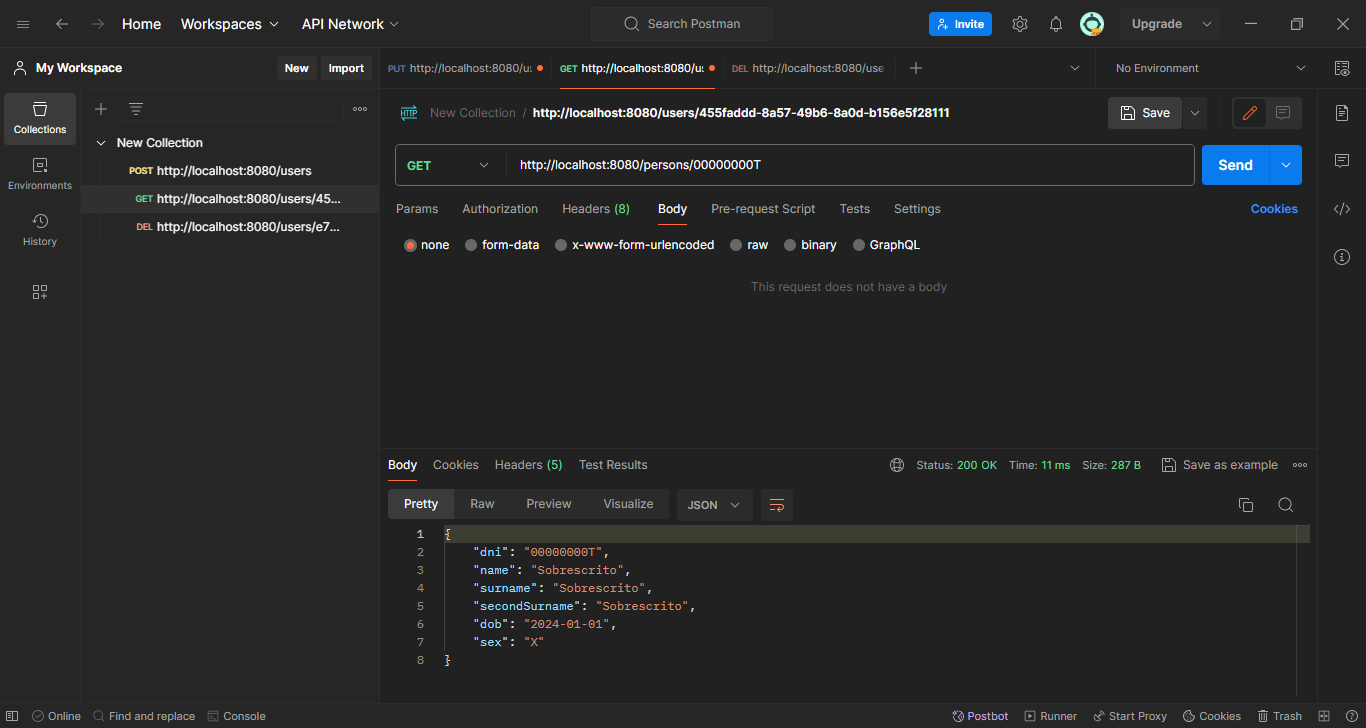 Home Workspaces API Network Search Postman Invite Upgrade
My Workspace New Import PUT http://localhost:8080/u: GET http://localhost:8080/u: DEL http://localhost:8080/use No Environment
Collections
Environments
History
New Collection
POST http://localhost:8080/users
GET http://localhost:8080/users/45...
DEL http://localhost:8080/users/e7...
HTTP New Collection / http://localhost:8080/users/455faddd-8a57-49b6-8a0d-b156e5f28111 Save
GET http://localhost:8080/persons/00000000T Send
Params Authorization Headers (8) Body Pre-request Script Tests Settings Cookies
none form-data x-www-form-urlencoded raw binary GraphQL
This request does not have a body
Body Cookies Headers (5) Test Results Status: 200 OK Time: 11 ms Size: 287 B Save as example
Pretty Raw Preview Visualize JSON
1 {
2 "dni": "00000000T",
3 "name": "Sobrescrito",
4 "surname": "Sobrescrito",
5 "secondSurname": "Sobrescrito",
6 "dob": "2024-01-01",
7 "sex": "X"
8 }
Online Find and replace Console Postbot Runner Start Proxy Cookies Trash